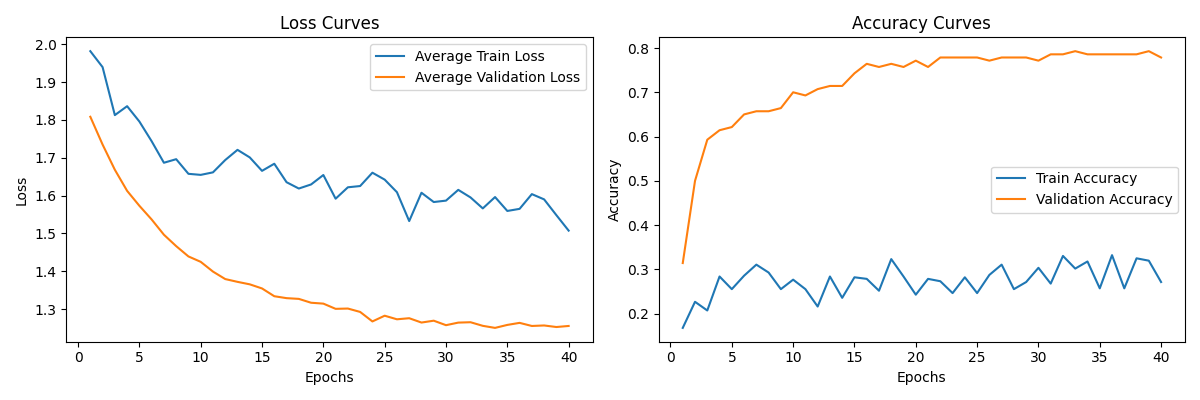 Loss Curves
2.0
1.9
1.8
1.7
1.6
1.5
1.4
1.3
Loss
Average Train Loss
Average Validation Loss
0 5 10 15 20 25 30 35 40
Epochs
Accuracy Curves
0.8
0.7
0.6
0.5
0.4
0.3
0.2
Accuracy
Train Accuracy
Validation Accuracy
0 5 10 15 20 25 30 35 40
Epochs